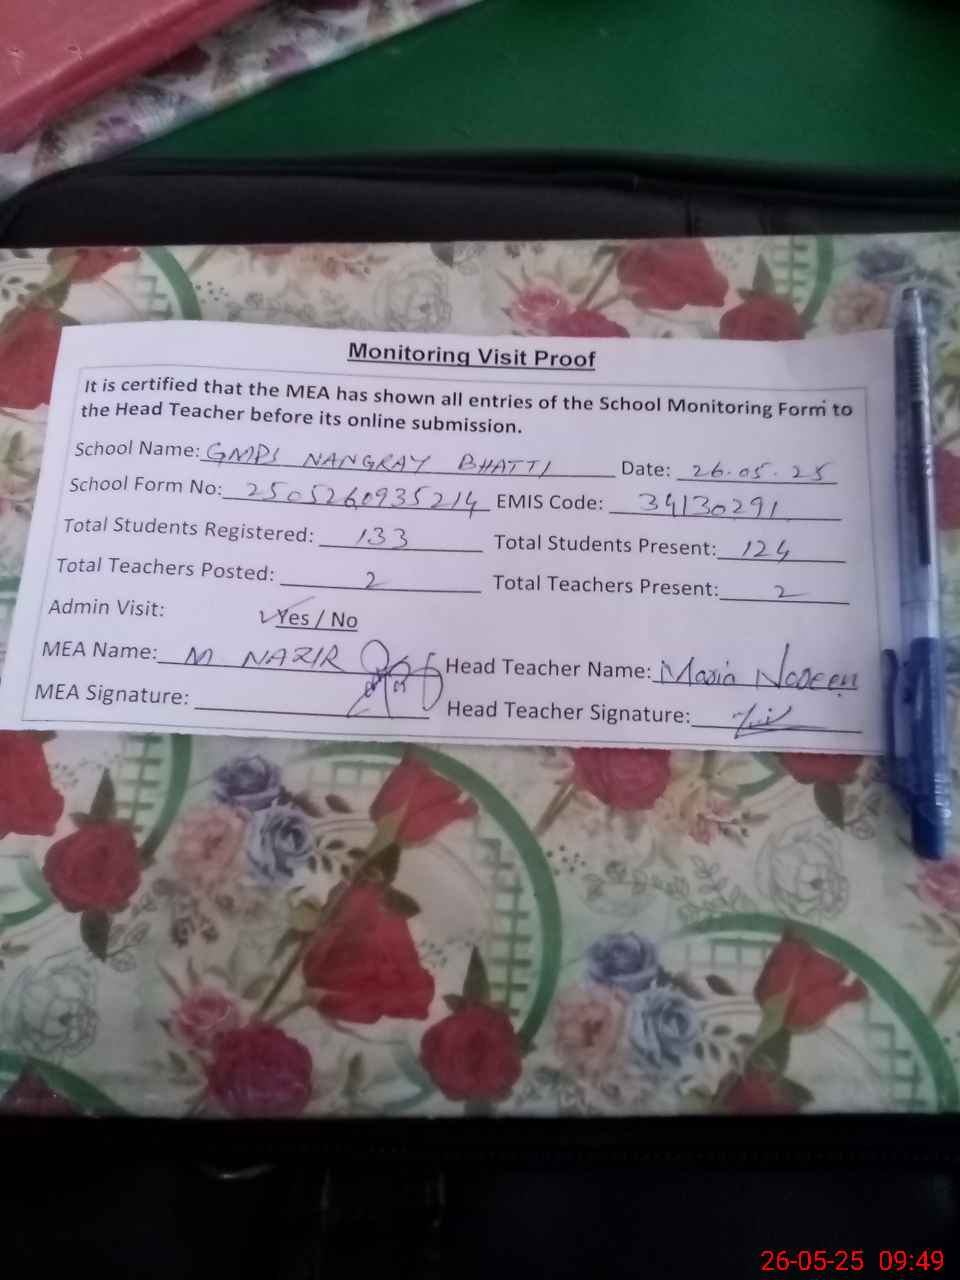 Monitoring Visit Proof
It is certified that the MEA has shown all entries of the School Monitoring Form to
the Head Teacher before its online submission.
School Name: GMPS NANGRAY BHATTI Date: 26.05.25
School Form No: 2505260935214 EMIS Code: 34130291
Total Students Registered: 133 Total Students Present: 124
Total Teachers Posted: 2 Total Teachers Present: 2
Admin Visit: Yes / No
MEA Name: M NAZIR Head Teacher Name: Maria Nadeem
MEA Signature: Head Teacher Signature:
26-05-25 09:49